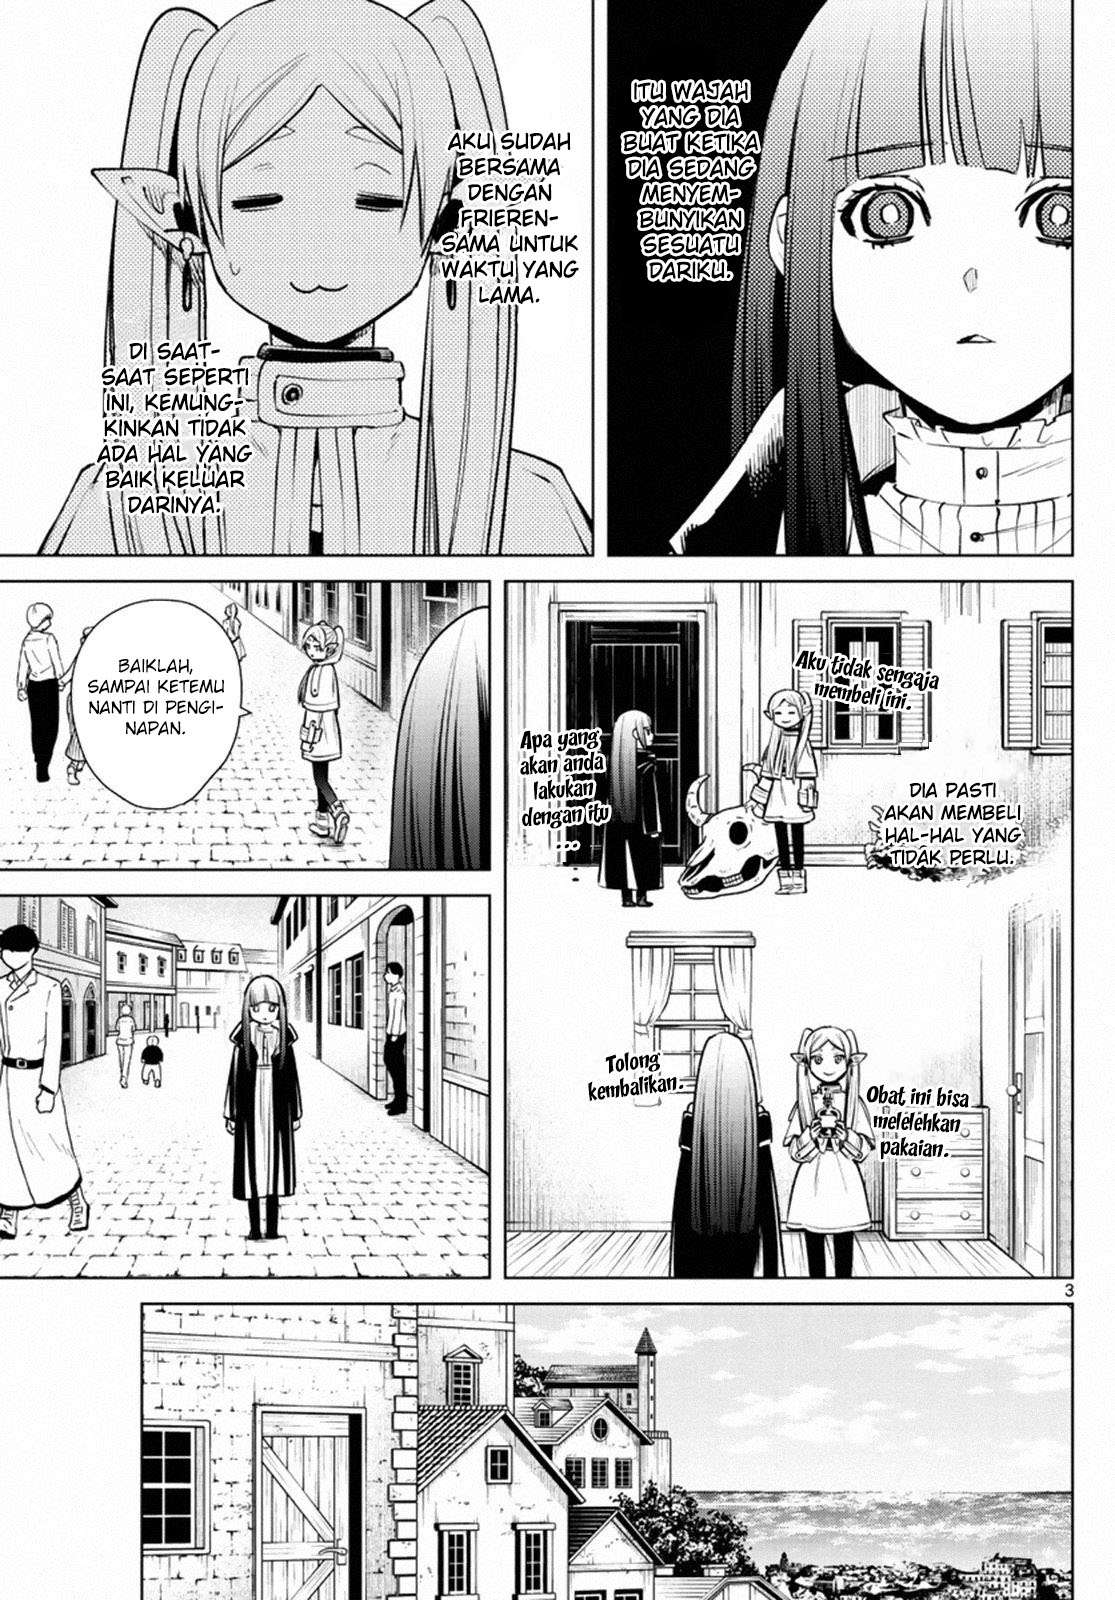 ITU WAJAH
YANG DIA
BUAT KETIKA
DIA SEDANG
MENYEM-
BUNYIKAN
SESUATU
DARIKU.
AKU SUDAH
BERSAMA
DENGAN
FRIEREN-
SAMA UNTUK
WAKTU YANG
LAMA.
DI SAAT-
SAAT SEPERTI
INI, KEMUNG-
KINKAN TIDAK
ADA HAL YANG
BAIK KELUAR
DARINYA.
Aku tidak sengaja
membeli ini.
Apa yang
akan anda
lakukan
dengan itu
...
DIA PASTI
AKAN MEMBELI
HAL-HAL YANG
TIDAK PERLU.
Obat ini bisa
melelehkan
pakaian.
Tolong
kembalikan.
BAIKLAH,
SAMPAI KETEMU
NANTI DI PENGI-
NAPAN.
3